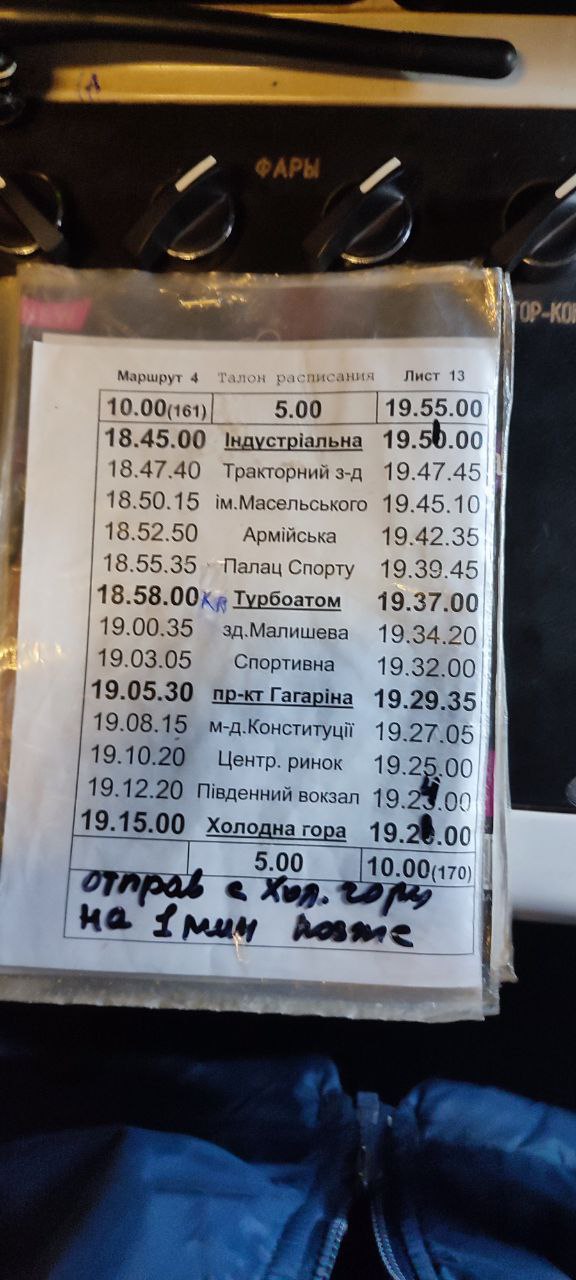 ФАРЫ
ТОР-КО
Маршрут 4 Талон расписания Лист 13
10.00(161) 5.00 19.55.00
18.45.00 Індустріальна 19.50.00
18.47.40 Тракторний з-д 19.47.45
18.50.15 ім.Масельського 19.45.10
18.52.50 Армійська 19.42.35
18.55.35 Палац Спорту 19.39.45
18.58.00 КВ Турбоатом 19.37.00
19.00.35 зд.Малишева 19.34.20
19.03.05 Спортивна 19.32.00
19.05.30 пр-кт Гагаріна 19.29.35
19.08.15 м-д.Конституції 19.27.05
19.10.20 Центр. ринок 19.25.00
19.12.20 Південний вокзал 19.24.00
19.15.00 Холодна гора 19.21.00
5.00 10.00(170)
отправ с Хол. горы
на 1 мин позже